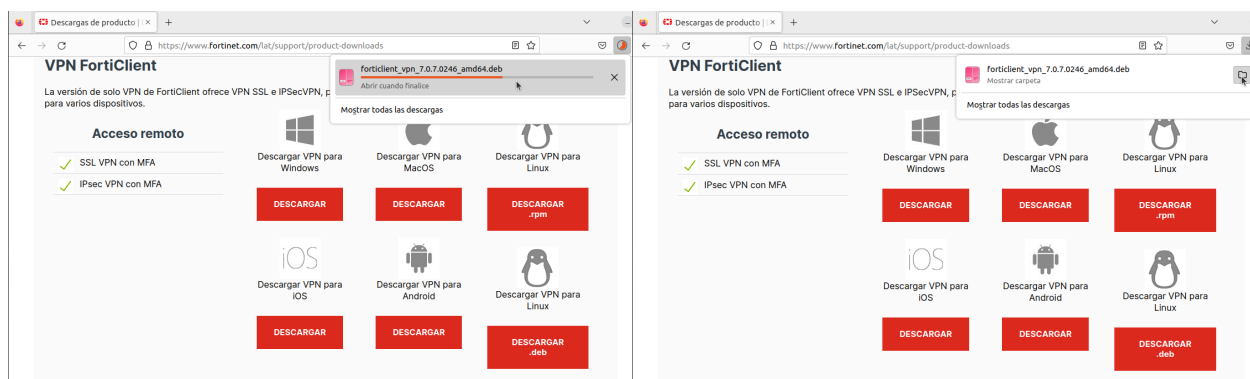 Descargas de producto |
https://www.fortinet.com/lat/support/product-downloads
forticlient_vpn_7.0.7.0246_amd64.deb
Abrir cuando finalice
Mostrar todas las descargas
VPN FortiClient
La versión de solo VPN de FortiClient ofrece VPN SSL e IPSecVPN, p
para varios dispositivos.
Acceso remoto
SSL VPN con MFA
IPsec VPN con MFA
Descargar VPN para
Windows
DESCARGAR
Descargar VPN para
MacOS
DESCARGAR
Descargar VPN para
Linux
DESCARGAR
.rpm
iOS
Descargar VPN para
iOS
DESCARGAR
Descargar VPN para
Android
DESCARGAR
Descargar VPN para
Linux
DESCARGAR
.deb
Descargas de producto |
https://www.fortinet.com/lat/support/product-downloads
forticlient_vpn_7.0.7.0246_amd64.deb
Mostrar carpeta
Mostrar todas las descargas
VPN FortiClient
La versión de solo VPN de FortiClient ofrece VPN SSL e IPSecVPN, p
para varios dispositivos.
Acceso remoto
SSL VPN con MFA
IPsec VPN con MFA
Descargar VPN para
Windows
DESCARGAR
Descargar VPN para
MacOS
DESCARGAR
Descargar VPN para
Linux
DESCARGAR
.rpm
iOS
Descargar VPN para
iOS
DESCARGAR
Descargar VPN para
Android
DESCARGAR
Descargar VPN para
Linux
DESCARGAR
.deb